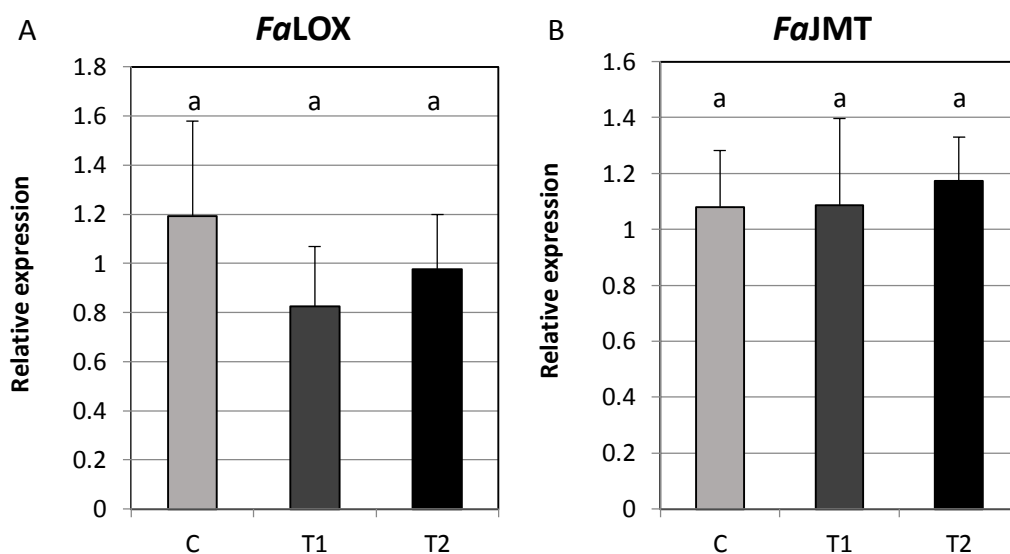 A
FaLOX
Relative expression
1.8
1.6
1.4
1.2
1
0.8
0.6
0.4
0.2
0
a a a
C T1 T2
B
FaJMT
Relative expression
1.6
1.4
1.2
1
0.8
0.6
0.4
0.2
0
a a a
C T1 T2